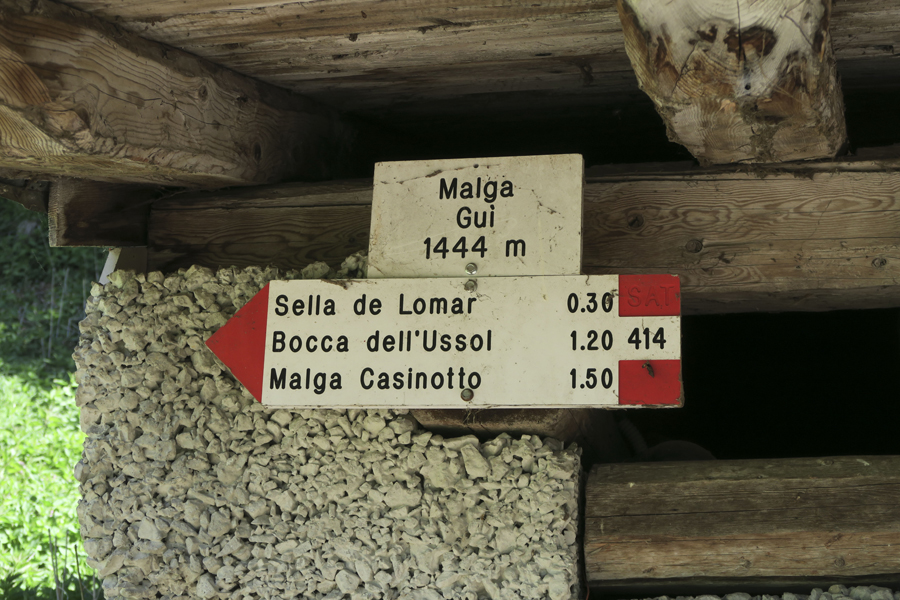 Malga
Gui
1444 m
Sella de Lomar 0.30 SAT
Bocca dell'Ussol 1.20 414
Malga Casinotto 1.50